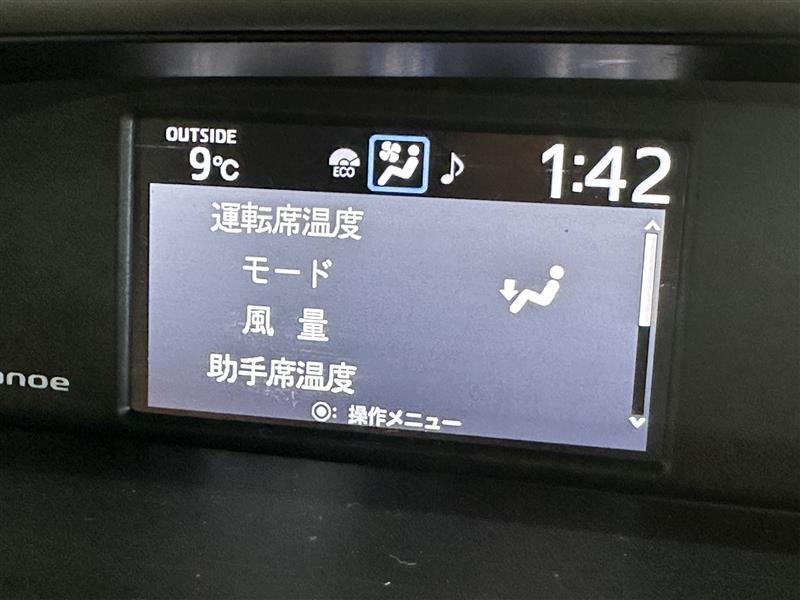 OUTSIDE
9℃
ECO
1:42
運転席温度
モード
風量
助手席温度
◉: 操作メニュー
noe